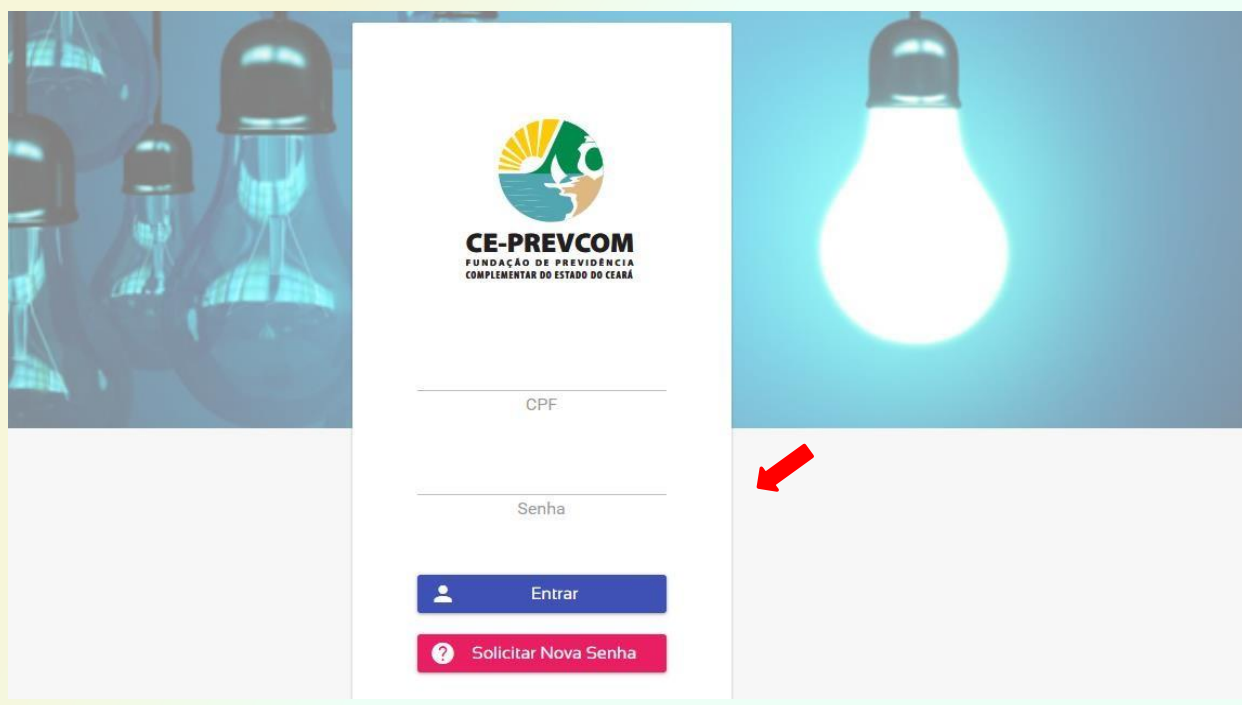 CE-PREVCOM
FUNDAÇÃO DE PREVIDÊNCIA
COMPLEMENTAR DO ESTADO DO CEARÁ
CPF
Senha
Entrar
? Solicitar Nova Senha